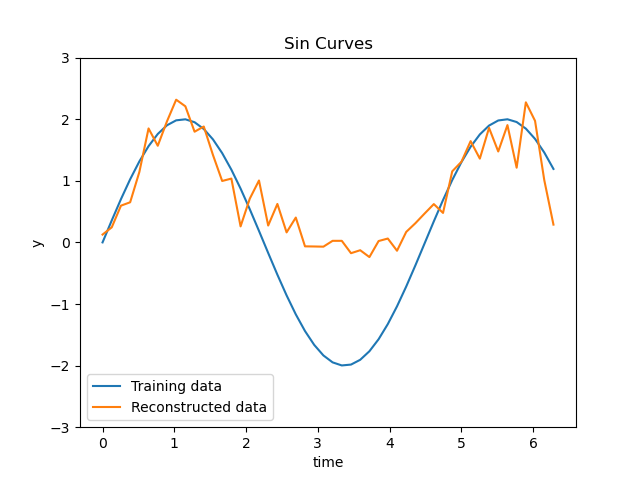 Sin Curves
3
2
1
0
−1
−2
−3
y
0 1 2 3 4 5 6
time
Training data
Reconstructed data